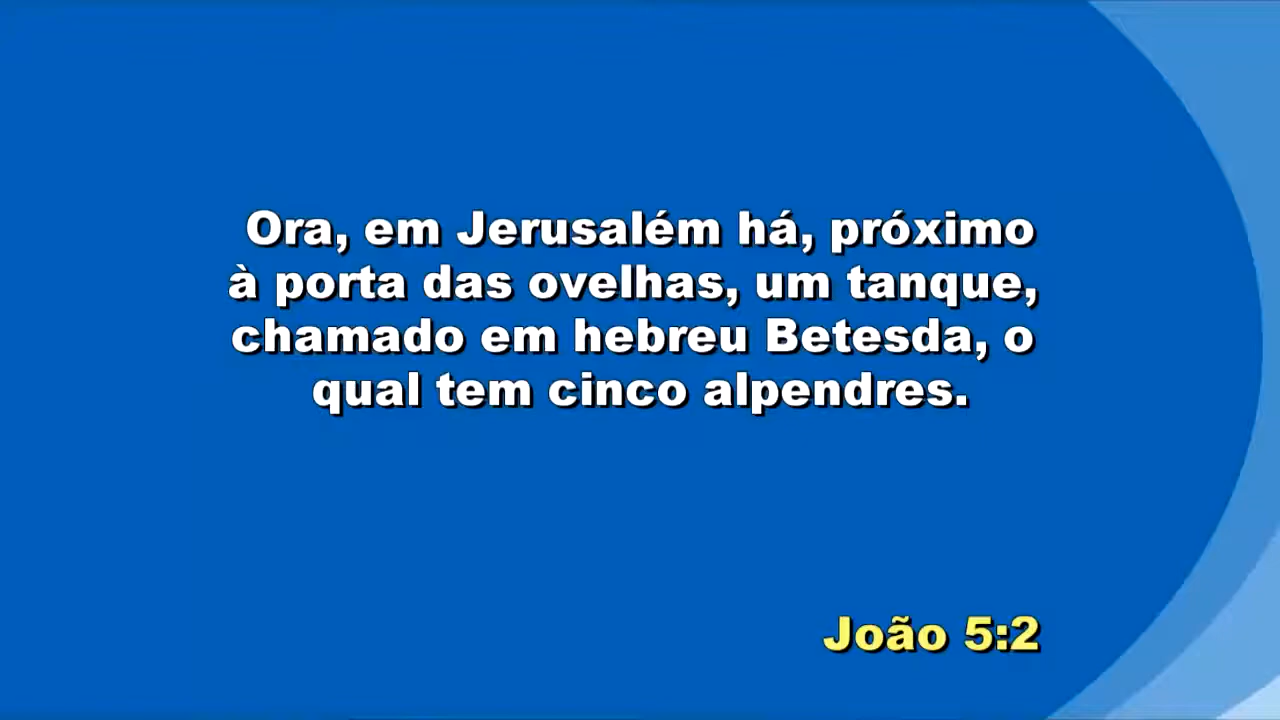 Ora, em Jerusalém há, próximo
à porta das ovelhas, um tanque,
chamado em hebreu Betesda, o
qual tem cinco alpendres.
João 5:2